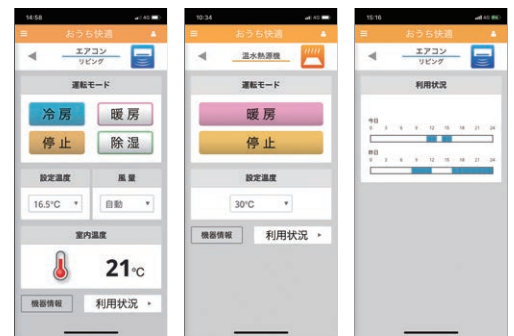 14:58
4G
おうち快適
エアコン
リビング
運転モード
冷房
暖房
停止
除湿
設定温度
風量
16.5℃
自動
室内温度
21℃
機器情報
利用状況
10:34
4G
おうち快適
温水熱源機
運転モード
暖房
停止
設定温度
30℃
機器情報
利用状況
15:16
4G
おうち快適
エアコン
リビング
利用状況
今日
0 3 6 9 12 15 18 21 24
昨日
0 3 6 9 12 15 18 21 24